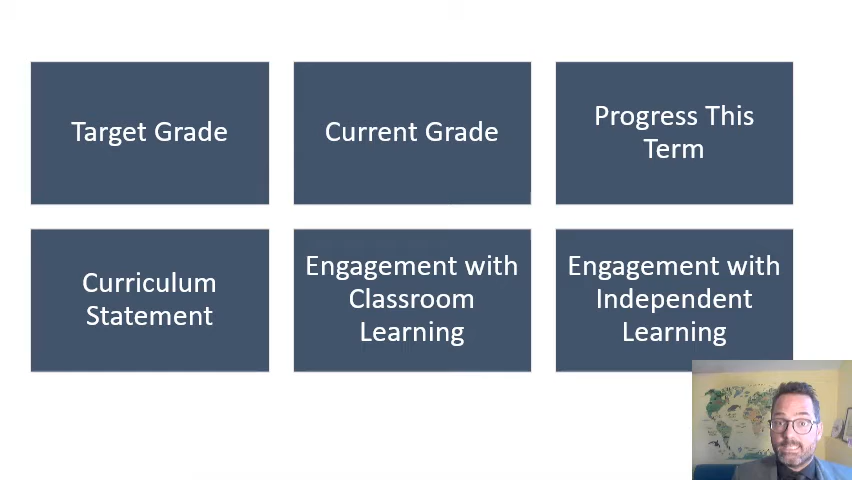 Target Grade
Current Grade
Progress This
Term
Curriculum
Statement
Engagement with
Classroom
Learning
Engagement with
Independent
Learning